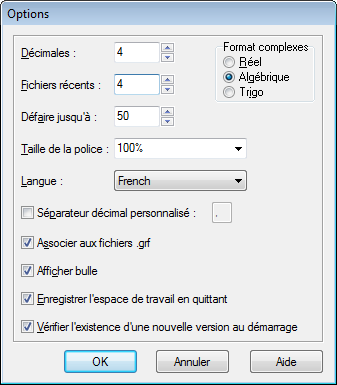 Options
Décimales : 4
Format complexes
Réel
Algébrique
Trigo
Fichiers récents : 4
Défaire jusqu'à : 50
Taille de la police : 100%
Langue : French
Séparateur décimal personnalisé : .
Associer aux fichiers .grf
Afficher bulle
Enregistrer l'espace de travail en quittant
Vérifier l'existence d'une nouvelle version au démarrage
OK Annuler Aide